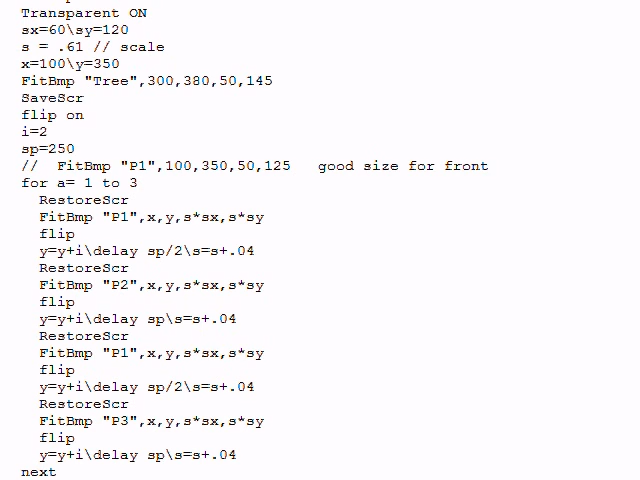 Transparent ON
sx=60\sy=120
s = .61 // scale
x=100\y=350
FitBmp "Tree",300,380,50,145
SaveScr
flip on
i=2
sp=250
//  FitBmp "P1",100,350,50,125   good size for front
for a= 1 to 3
  RestoreScr
  FitBmp "P1",x,y,s*sx,s*sy
  flip
  y=y+i\delay sp/2\s=s+.04
  RestoreScr
  FitBmp "P2",x,y,s*sx,s*sy
  flip
  y=y+i\delay sp\s=s+.04
  RestoreScr
  FitBmp "P1",x,y,s*sx,s*sy
  flip
  y=y+i\delay sp/2\s=s+.04
  RestoreScr
  FitBmp "P3",x,y,s*sx,s*sy
  flip
  y=y+i\delay sp\s=s+.04
next